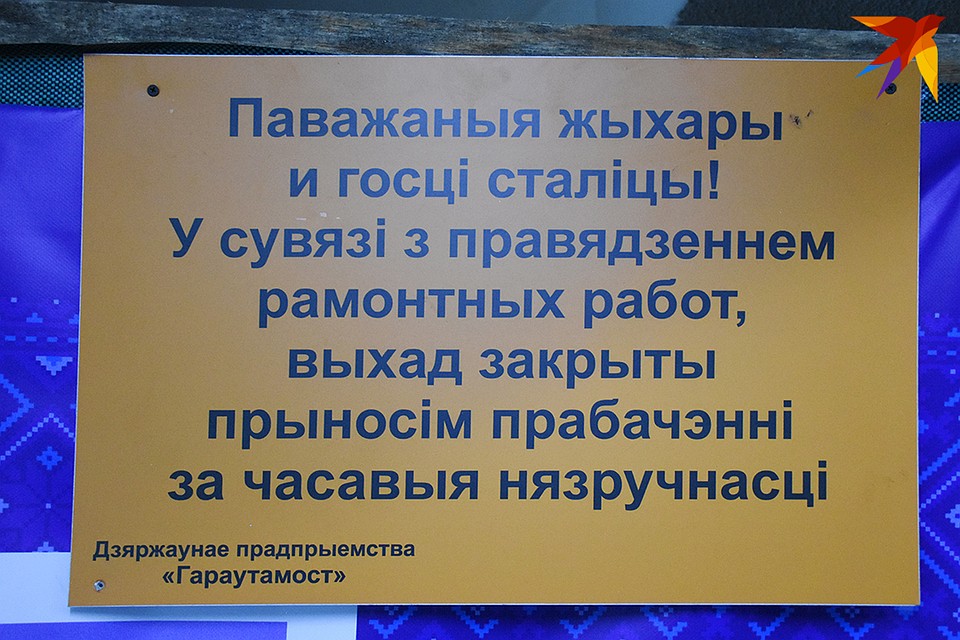 Паважаныя жыхары
и госці сталіцы!
У сувязі з правядзеннем
рамонтных работ,
выхад закрыты
прыносім прабачэнні
за часавыя нязручнасці
Дзяржаунае прадпрыемства
«Гараутамост»